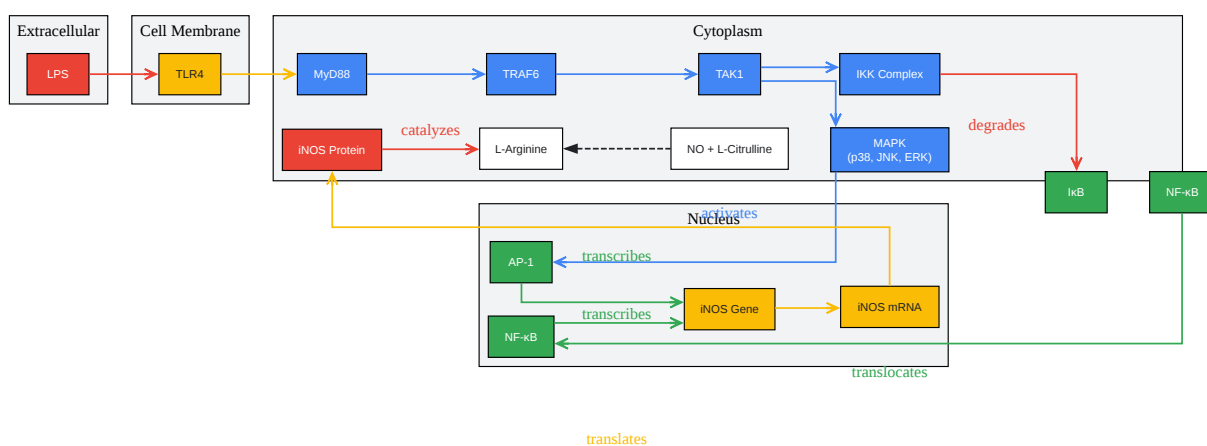 Extracellular
Cell Membrane
Cytoplasm
LPS
TLR4
MyD88
TRAF6
TAK1
IKK Complex
catalyzes
degrades
iNOS Protein
L-Arginine
NO + L-Citrulline
MAPK
(p38, JNK, ERK)
IκB
NF-κB
Nucleus
activates
AP-1
transcribes
iNOS Gene
iNOS mRNA
transcribes
NF-κB
translocates
translates